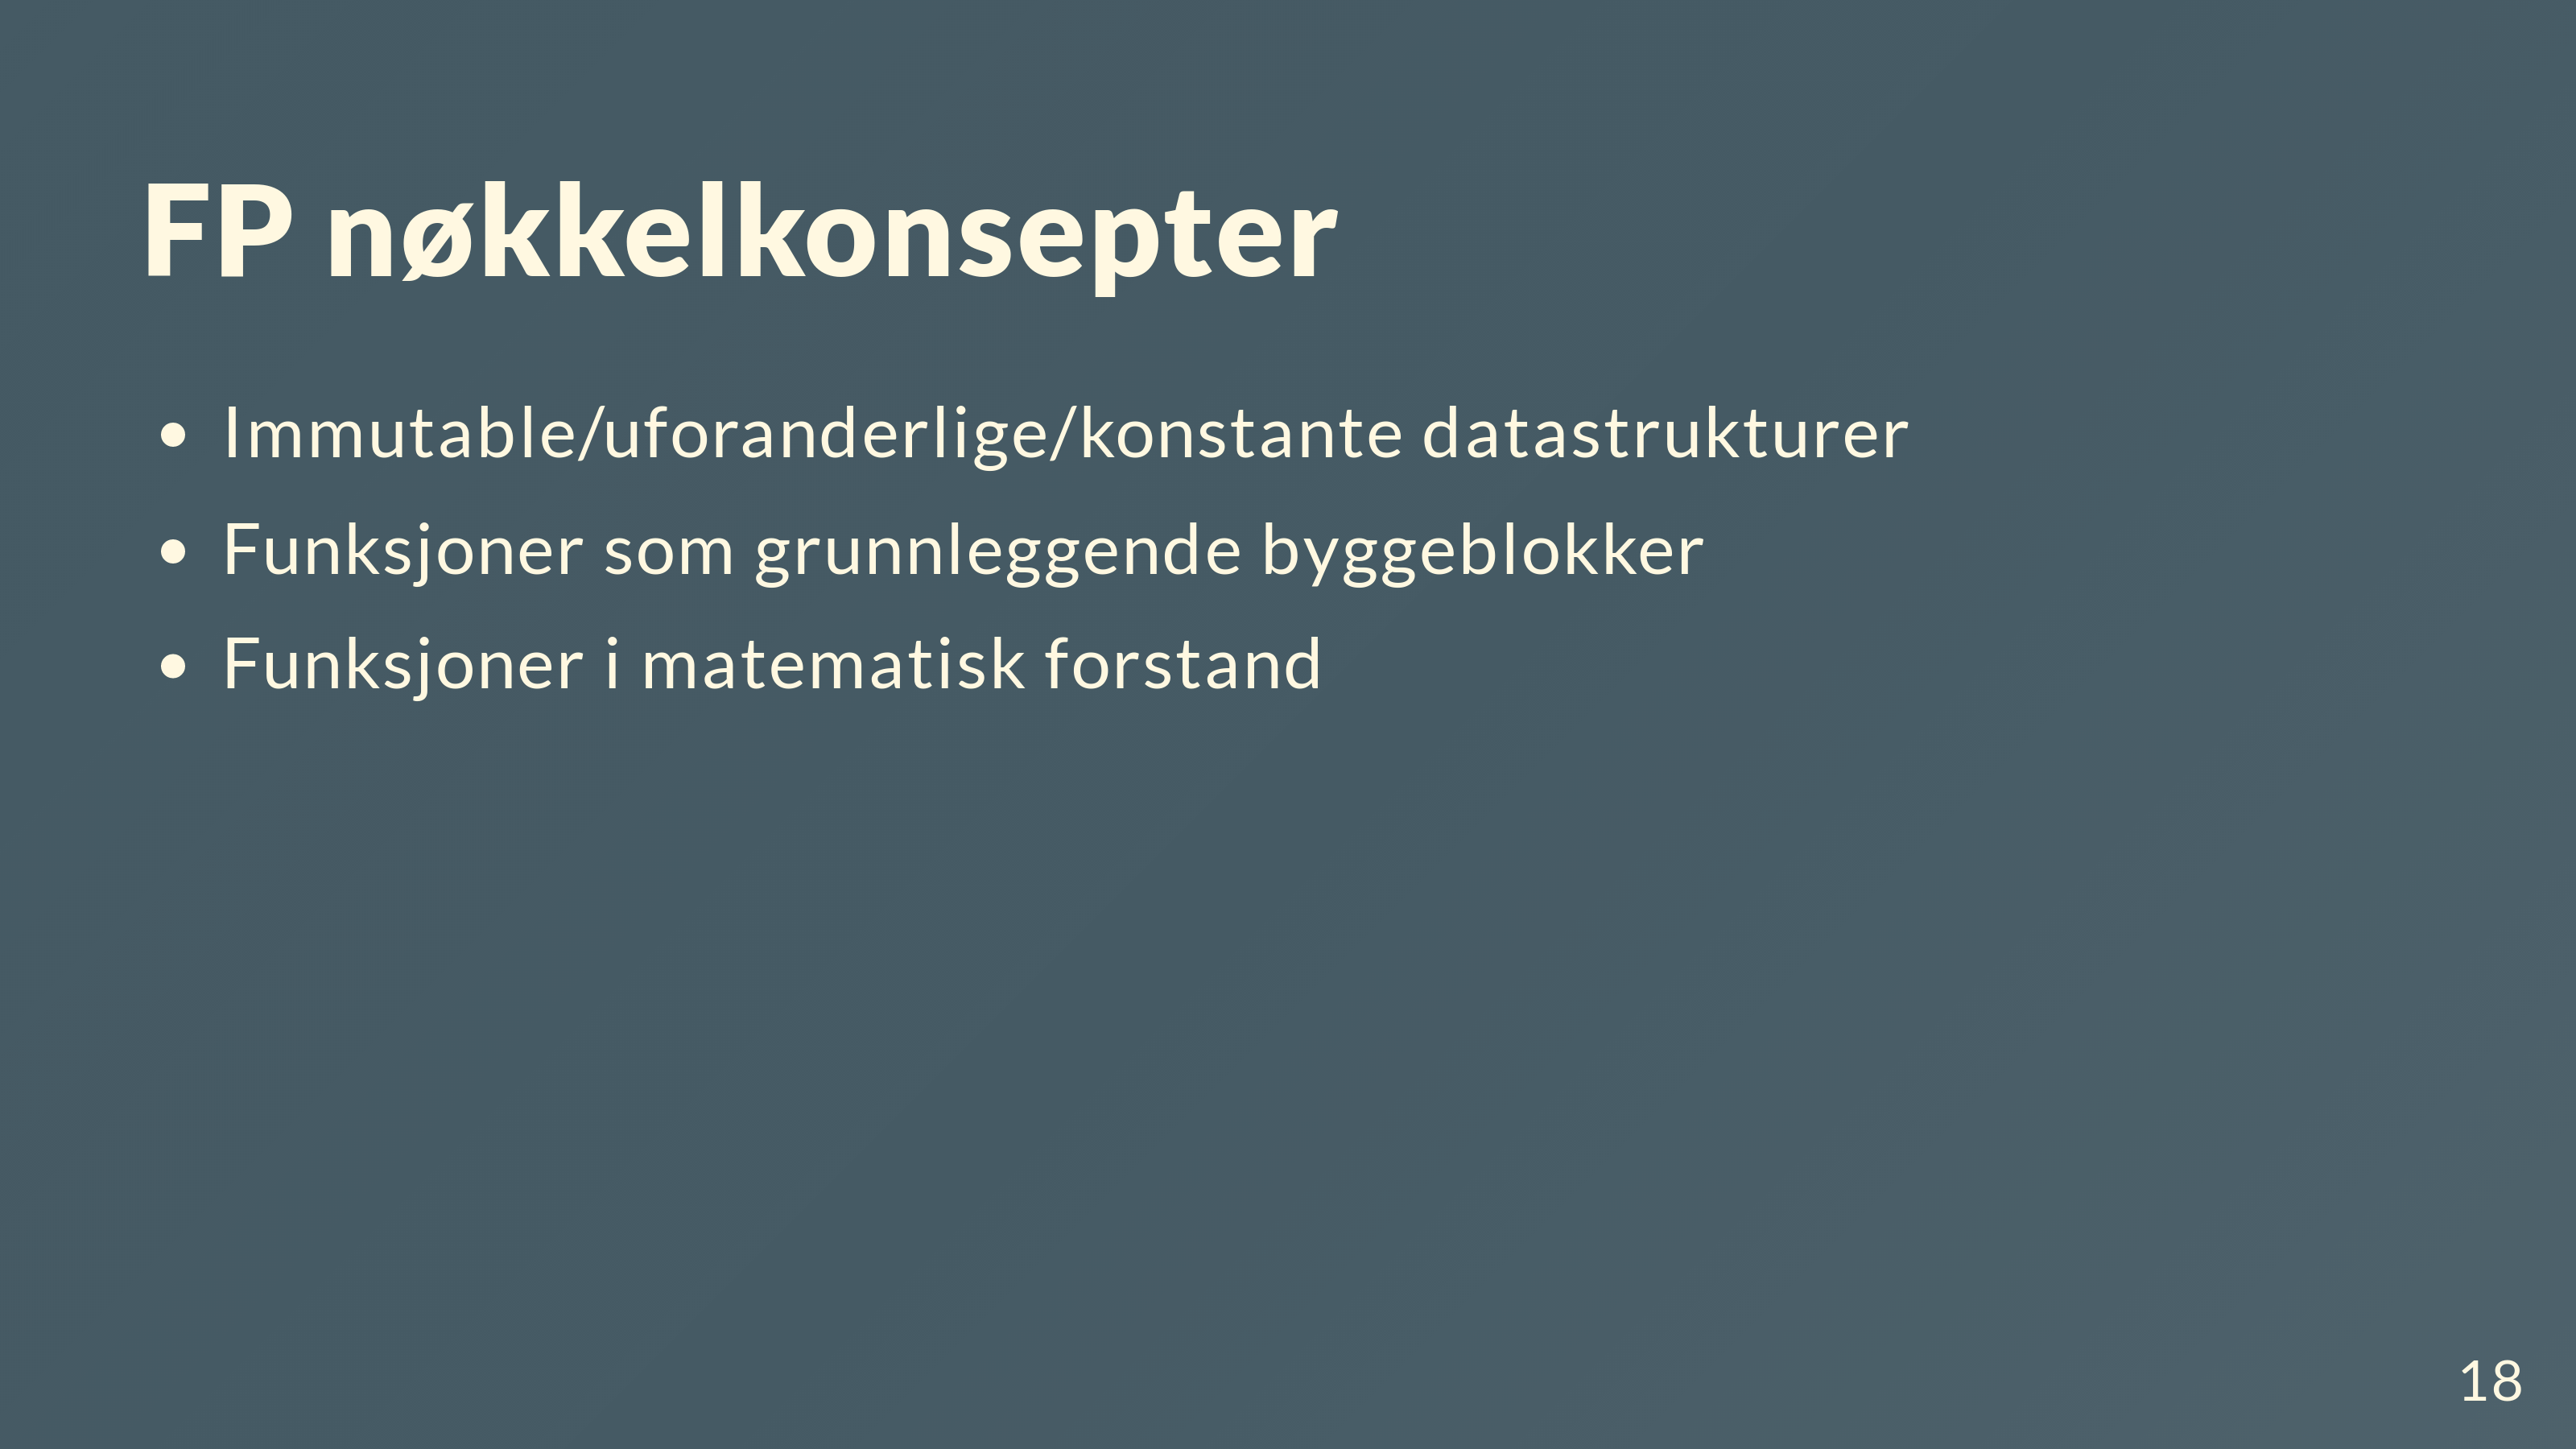 FP nøkkelkonsepter
• Immutable/uforanderlige/konstante datastrukturer
• Funksjoner som grunnleggende byggeblokker
• Funksjoner i matematisk forstand
18